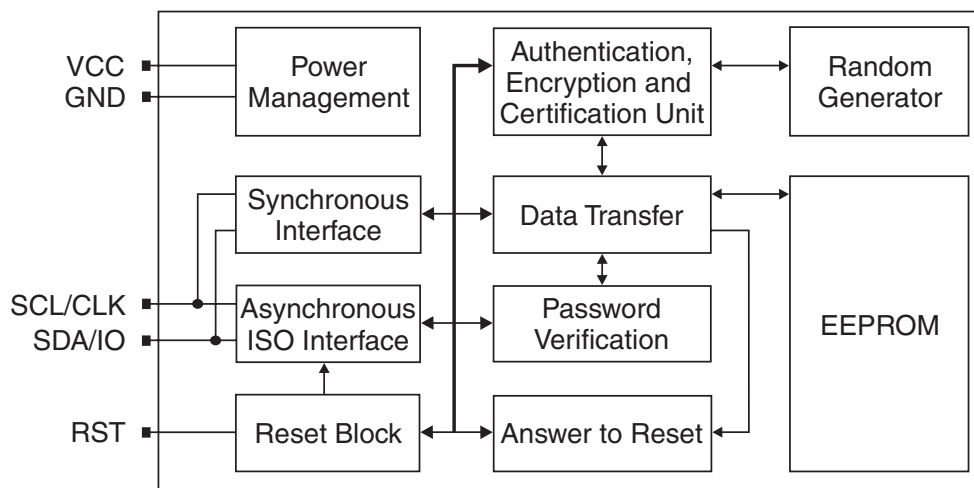 VCC
GND
Power
Management
Authentication,
Encryption and
Certification Unit
Random
Generator
Synchronous
Interface
Data Transfer
SCL/CLK
SDA/IO
Asynchronous
ISO Interface
Password
Verification
EEPROM
RST
Reset Block
Answer to Reset